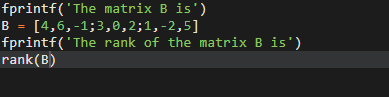 fprintf('The matrix B is')
B = [4,6,-1;3,0,2;1,-2,5]
fprintf('The rank of the matrix B is')
rank(B)